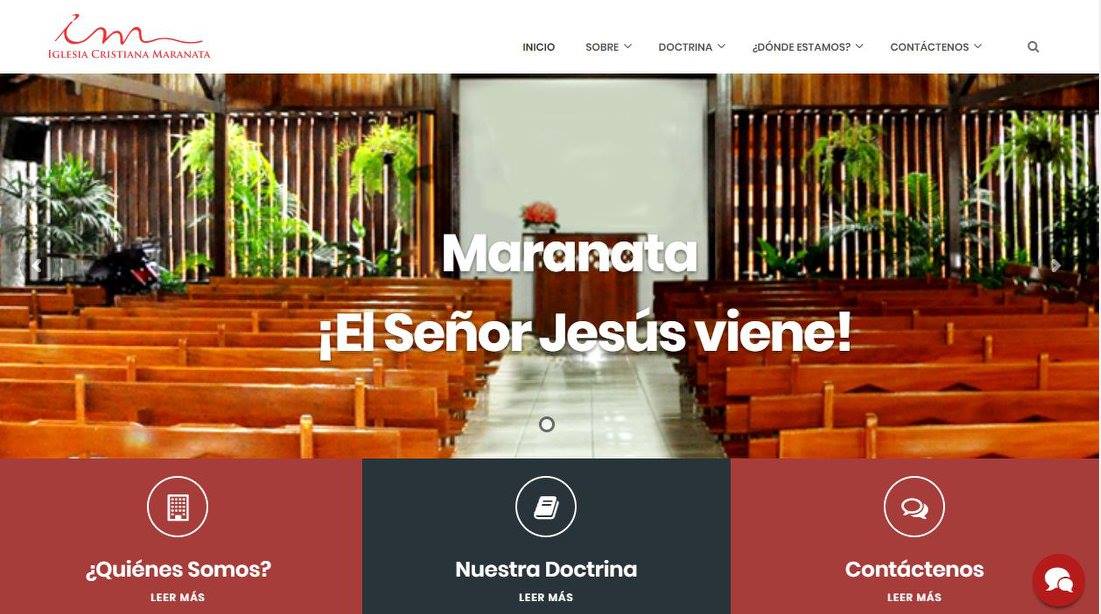 im
IGLESIA CRISTIANA MARANATA
INICIO
SOBRE
DOCTRINA
¿DÓNDE ESTAMOS?
CONTÁCTENOS
Maranata
¡El Señor Jesús viene!
¿Quiénes Somos?
LEER MÁS
Nuestra Doctrina
LEER MÁS
Contáctenos
LEER MÁS